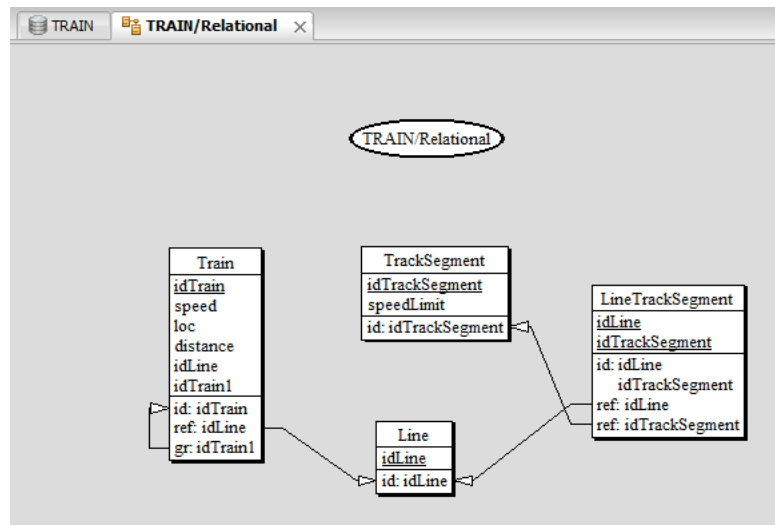 TRAIN
TRAIN/Relational
TRAIN/Relational
Train
idTrain
speed
loc
distance
idLine
idTrain1
id: idTrain
ref: idLine
gr: idTrain1
TrackSegment
idTrackSegment
speedLimit
id: idTrackSegment
Line
idLine
id: idLine
LineTrackSegment
idLine
idTrackSegment
id: idLine
idTrackSegment
ref: idLine
ref: idTrackSegment